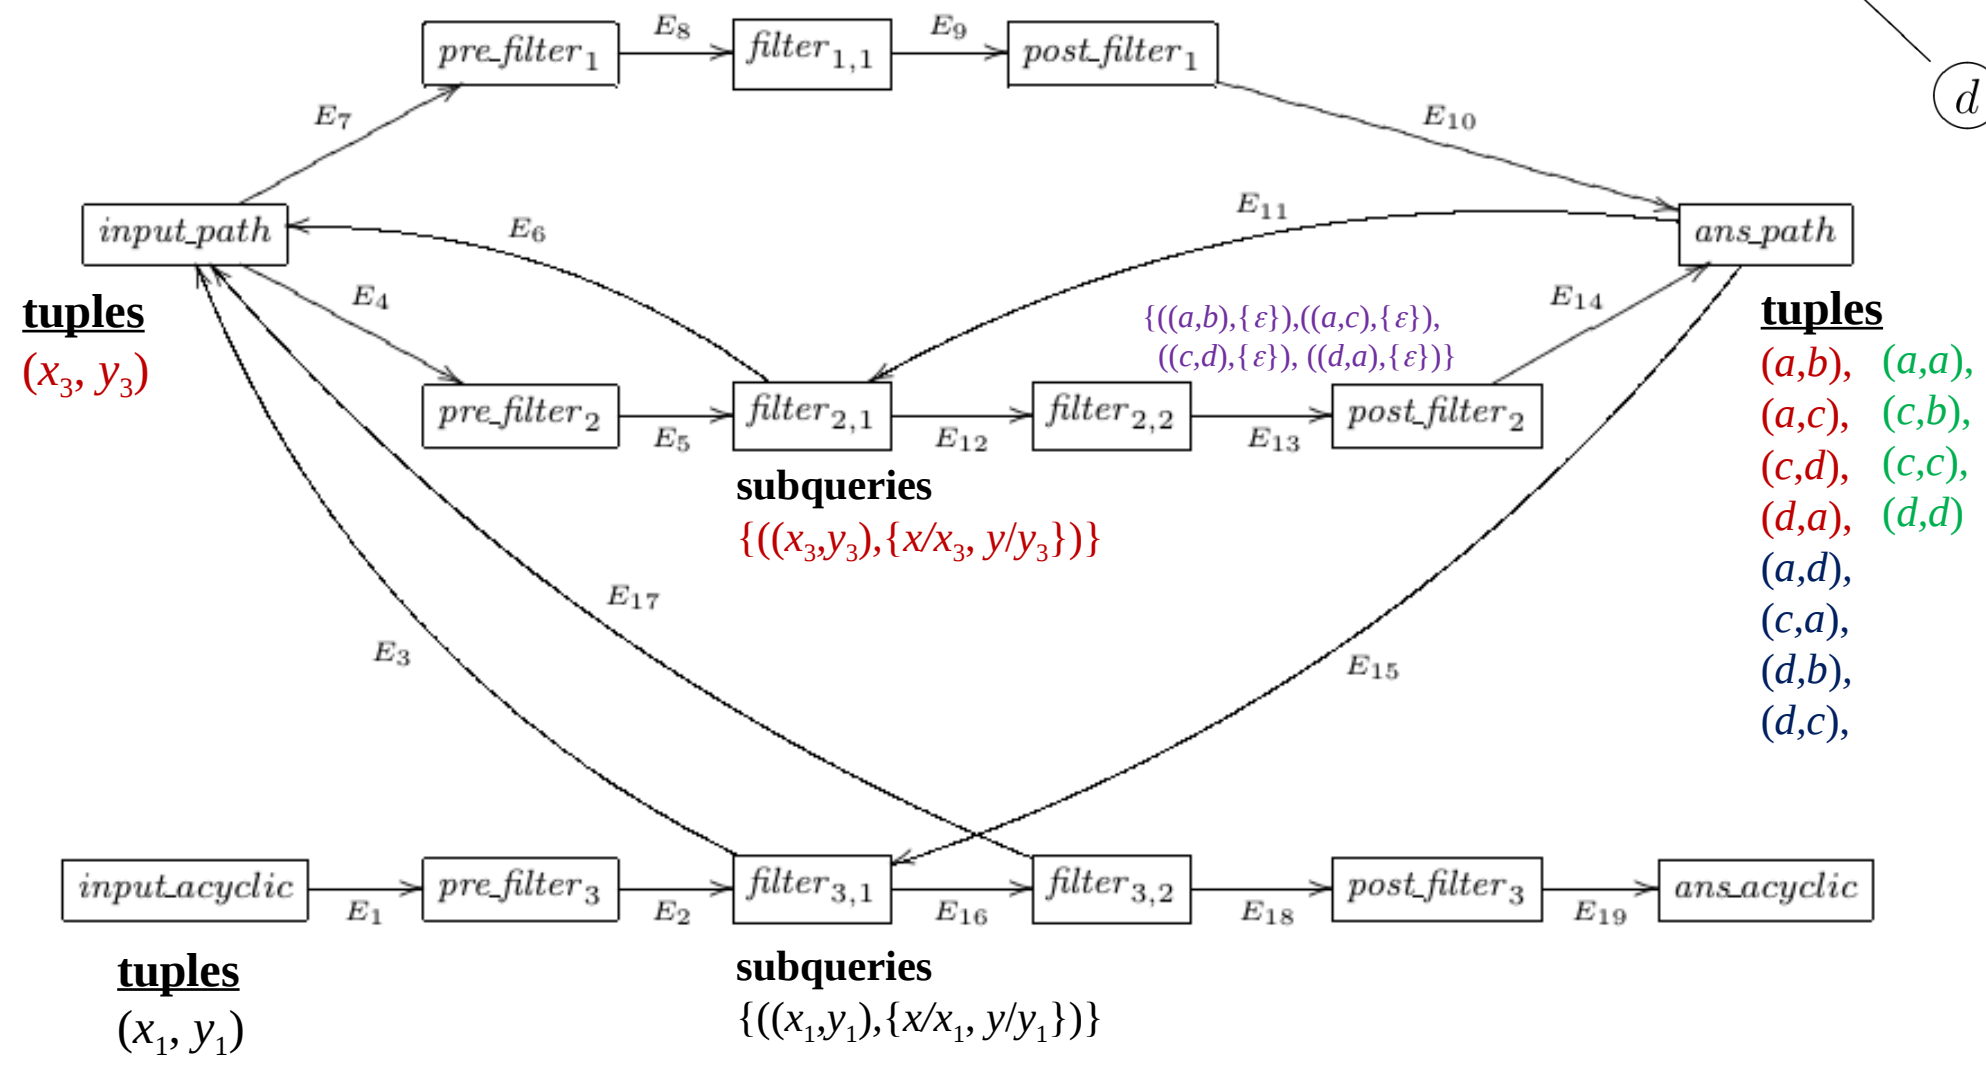 E8 E9
pre_filter1 filter1,1 post_filter1
d
E7 E10
E11
input_path E6 ans_path
E4 E14
tuples {((a,b),{ε}),((a,c),{ε}), tuples
(x3, y3) ((c,d),{ε}), ((d,a),{ε})} (a,b), (a,a),
pre_filter2 filter2,1 filter2,2 post_filter2 (a,c), (c,b),
E5 E12 E13
subqueries (c,d), (c,c),
{((x3,y3),{x/x3, y/y3})} (d,a), (d,d)
(a,d),
E17 (c,a),
E3 E15 (d,b),
(d,c),
input_acyclic pre_filter3 filter3,1 filter3,2 post_filter3 ans_acyclic
E1 E2 E16 E18 E19
tuples subqueries
(x1, y1) {((x1,y1),{x/x1, y/y1})}